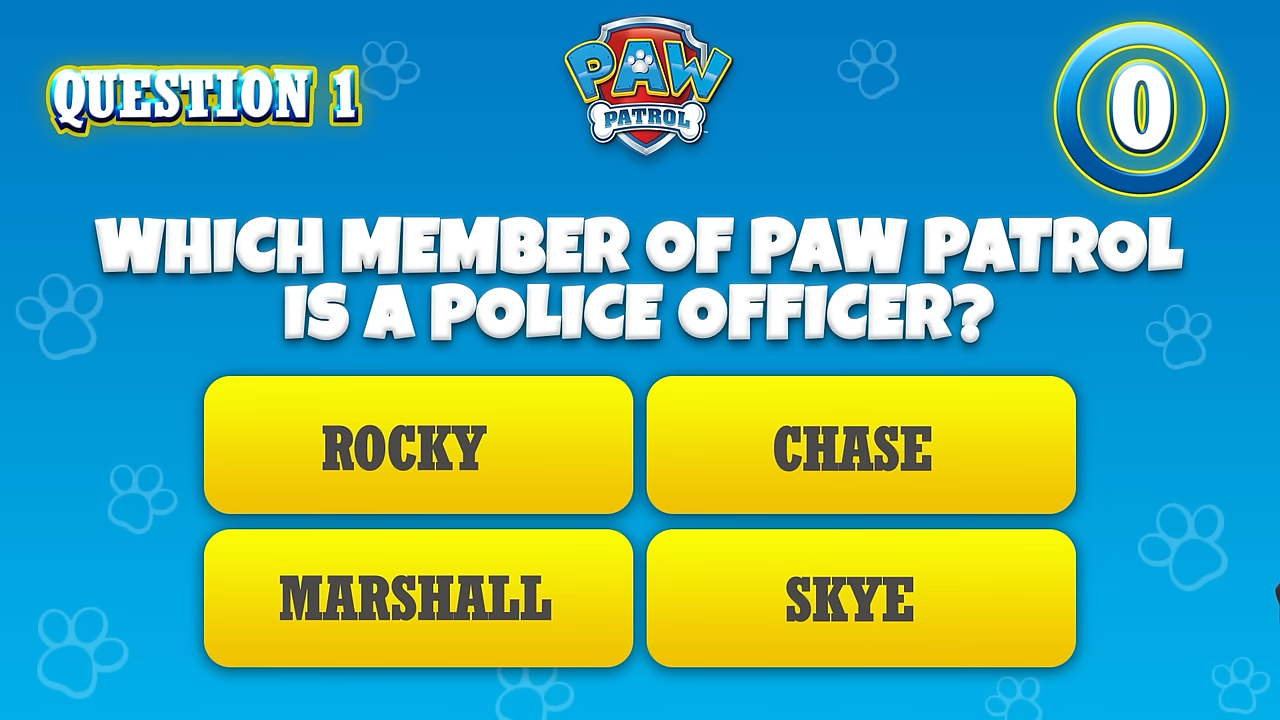 QUESTION 1
PAW
PATROL
0
WHICH MEMBER OF PAW PATROL
IS A POLICE OFFICER?
ROCKY
CHASE
MARSHALL
SKYE